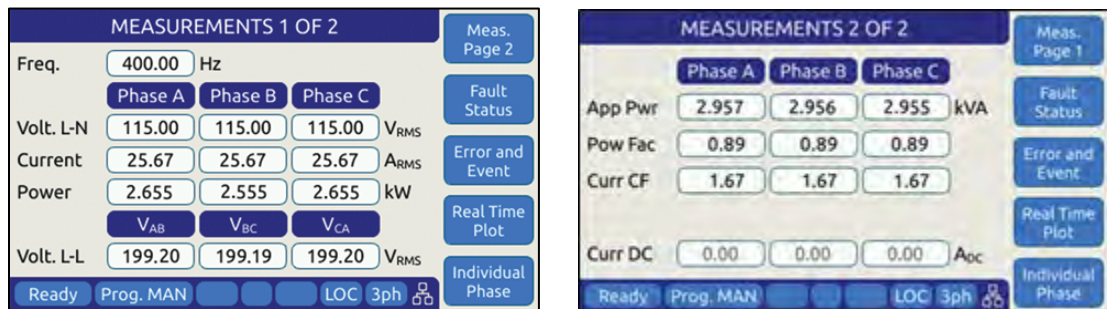 MEASUREMENTS 1 OF 2
Meas. Page 2
Freq. 400.00 Hz
Phase A Phase B Phase C
Fault Status
Volt. L-N 115.00 115.00 115.00 VRMS
Current 25.67 25.67 25.67 ARMS
Error and Event
Power 2.655 2.555 2.655 kW
VAB VBC VCA
Real Time Plot
Volt. L-L 199.20 199.19 199.20 VRMS
Individual Phase
Ready Prog. MAN LOC 3ph
MEASUREMENTS 2 OF 2
Meas. Page 1
Phase A Phase B Phase C
Fault Status
App Pwr 2.957 2.956 2.955 kVA
Pow Fac 0.89 0.89 0.89
Error and Event
Curr CF 1.67 1.67 1.67
Real Time Plot
Curr DC 0.00 0.00 0.00 ADC
Individual Phase
Ready Prog. MAN LOC 3ph